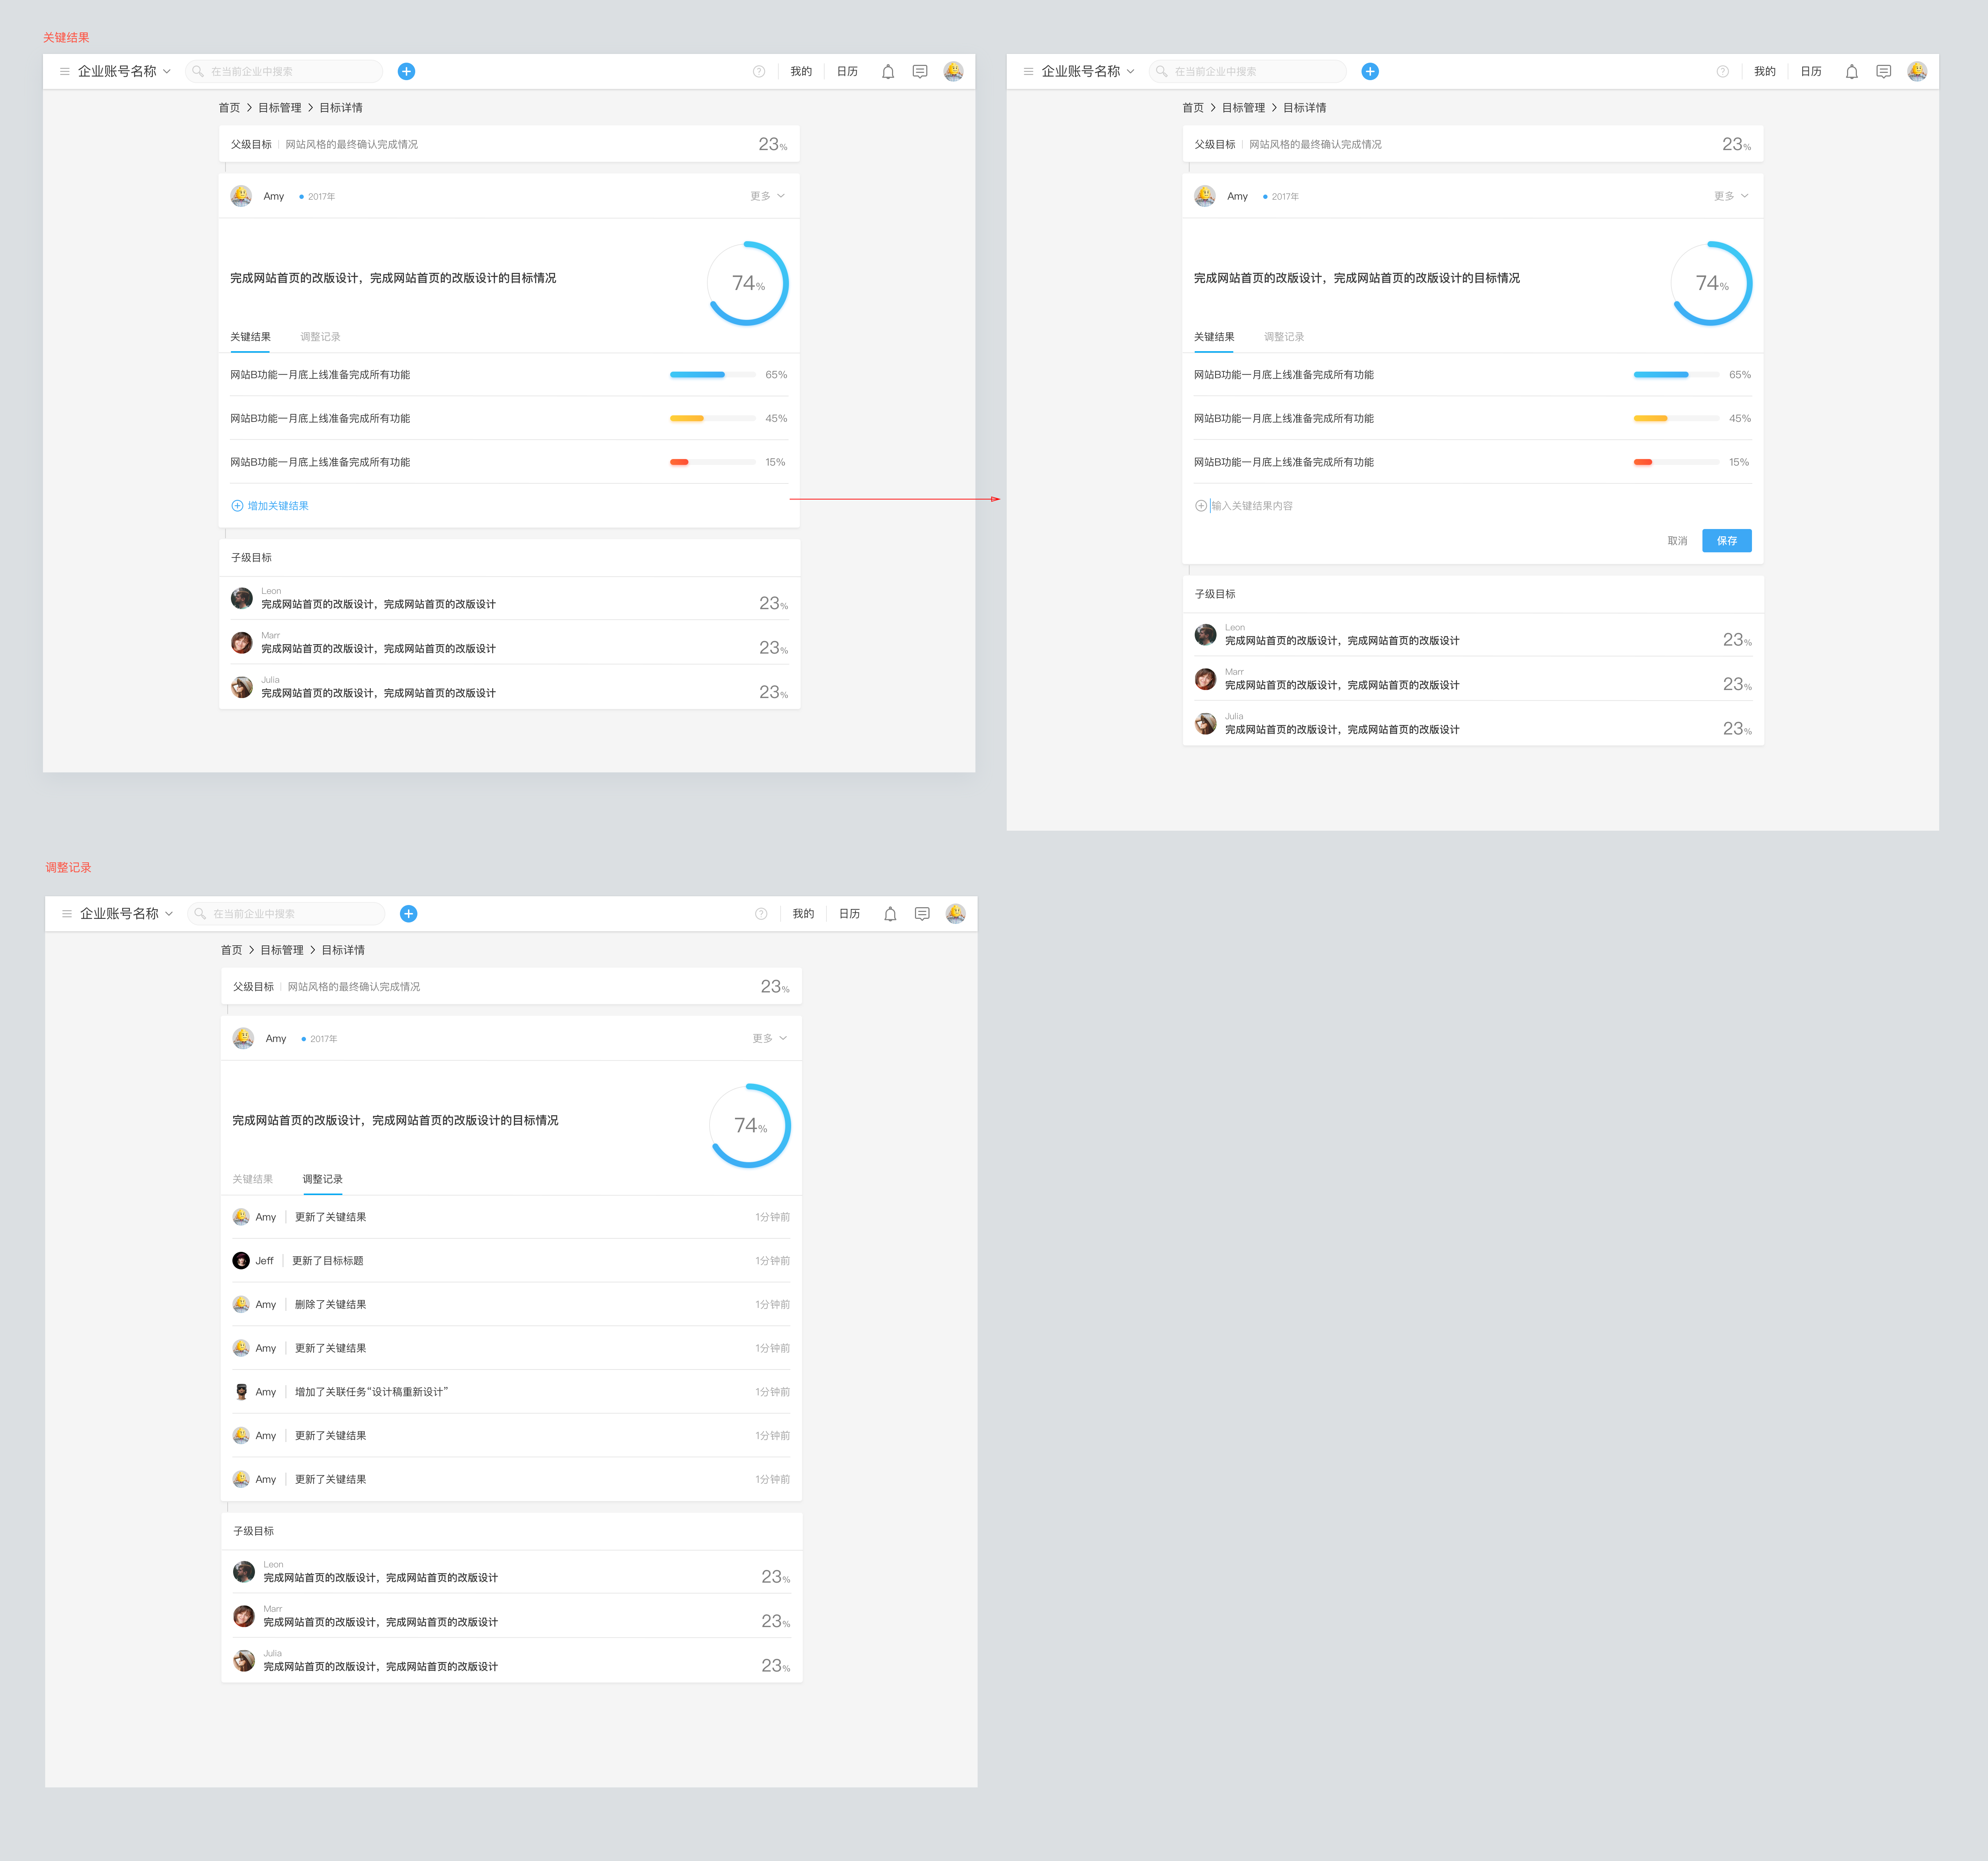 关键结果
企业账号名称 在当前企业中搜索 我的 日历
首页 > 目标管理 > 目标详情
父级目标 网站风格的最终确认完成情况 23%
Amy 2017年 更多
完成网站首页的改版设计，完成网站首页的改版设计的目标情况 74%
关键结果 调整记录
网站B功能一月底上线准备完成所有功能 65%
网站B功能一月底上线准备完成所有功能 45%
网站B功能一月底上线准备完成所有功能 15%
增加关键结果
子级目标
Leon
完成网站首页的改版设计，完成网站首页的改版设计 23%
Marr
完成网站首页的改版设计，完成网站首页的改版设计 23%
Julia
完成网站首页的改版设计，完成网站首页的改版设计 23%
企业账号名称 在当前企业中搜索 我的 日历
首页 > 目标管理 > 目标详情
父级目标 网站风格的最终确认完成情况 23%
Amy 2017年 更多
完成网站首页的改版设计，完成网站首页的改版设计的目标情况 74%
关键结果 调整记录
网站B功能一月底上线准备完成所有功能 65%
网站B功能一月底上线准备完成所有功能 45%
网站B功能一月底上线准备完成所有功能 15%
输入关键结果内容
取消 保存
子级目标
Leon
完成网站首页的改版设计，完成网站首页的改版设计 23%
Marr
完成网站首页的改版设计，完成网站首页的改版设计 23%
Julia
完成网站首页的改版设计，完成网站首页的改版设计 23%
调整记录
企业账号名称 在当前企业中搜索 我的 日历
首页 > 目标管理 > 目标详情
父级目标 网站风格的最终确认完成情况 23%
Amy 2017年 更多
完成网站首页的改版设计，完成网站首页的改版设计的目标情况 74%
关键结果 调整记录
Amy 更新了关键结果 1分钟前
Jeff 更新了目标标题 1分钟前
Amy 删除了关键结果 1分钟前
Amy 更新了关键结果 1分钟前
Amy 增加了关联任务“设计稿重新设计” 1分钟前
Amy 更新了关键结果 1分钟前
Amy 更新了关键结果 1分钟前
子级目标
Leon
完成网站首页的改版设计，完成网站首页的改版设计 23%
Marr
完成网站首页的改版设计，完成网站首页的改版设计 23%
Julia
完成网站首页的改版设计，完成网站首页的改版设计 23%